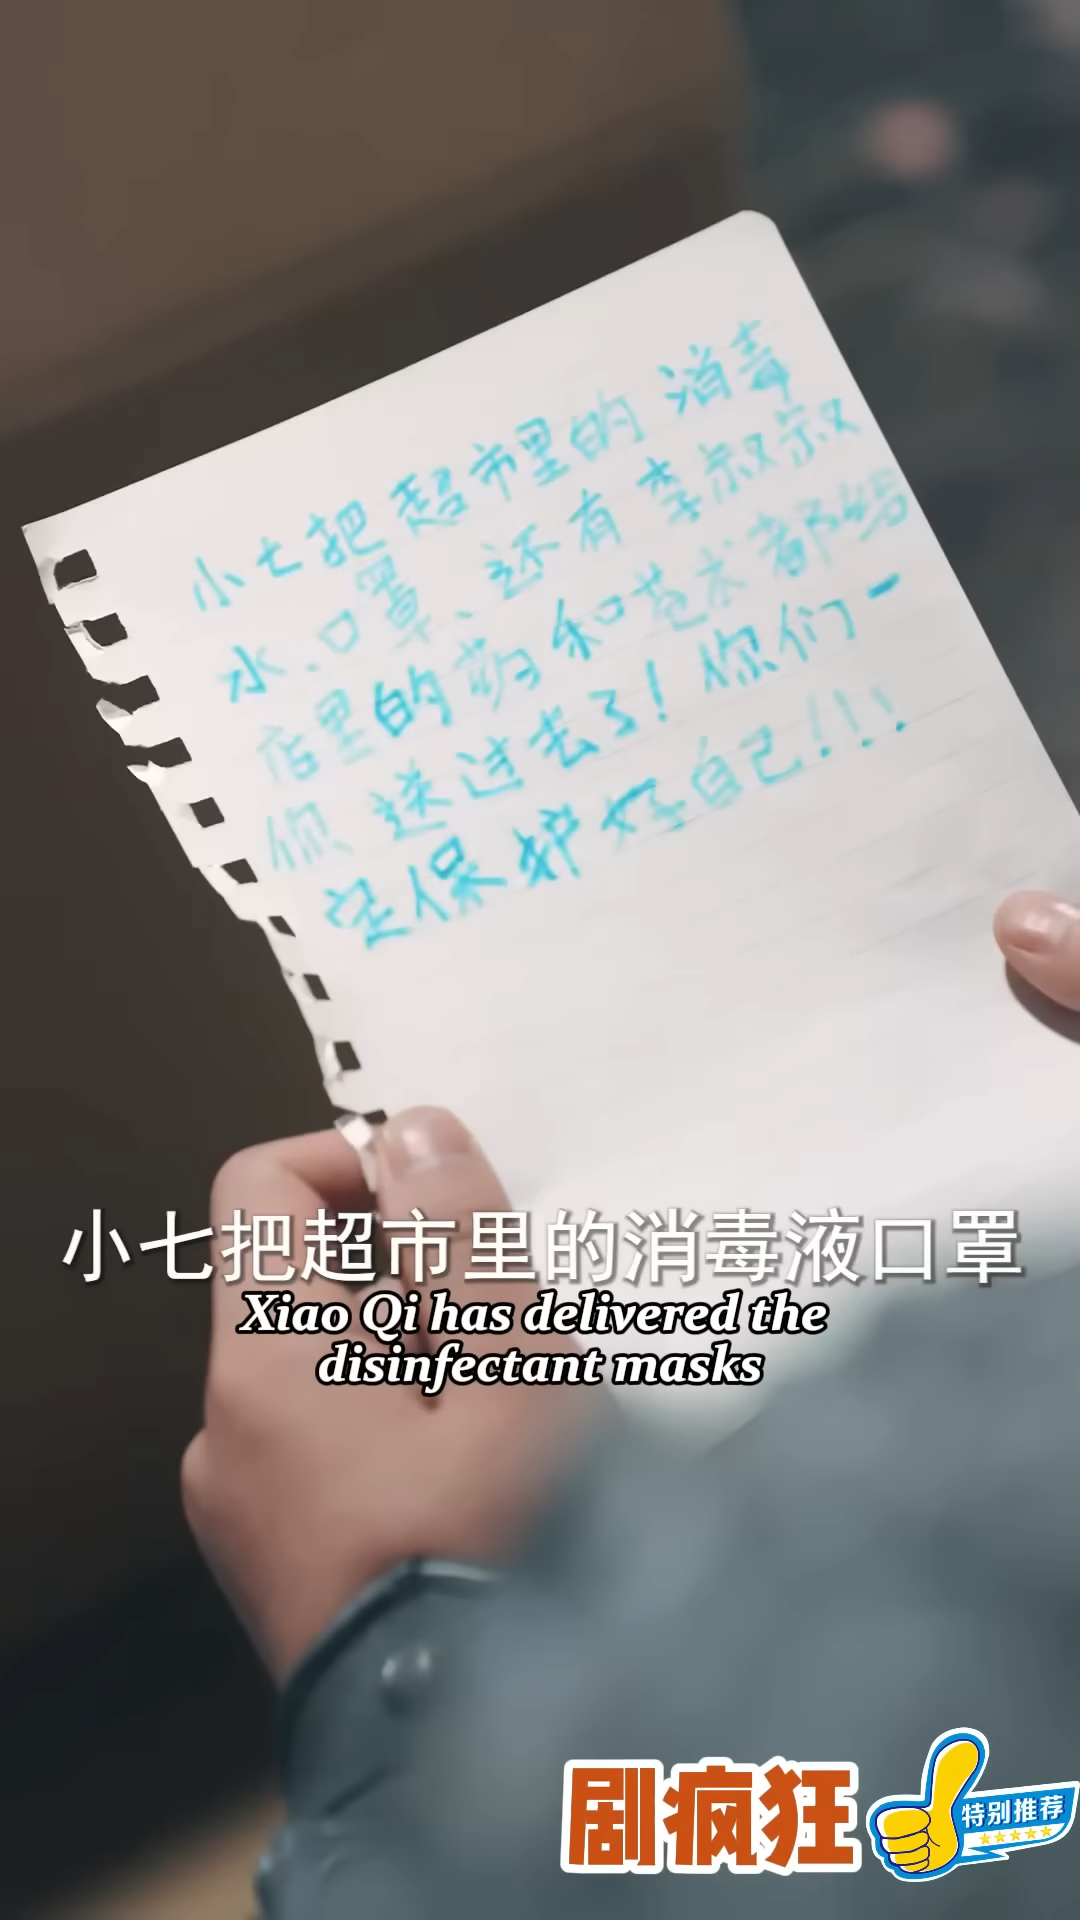 小七把超市里的消毒
水、口罩、还有李叔叔
店里的药和苍术都给
你送过去了!你们一
定保护好自己!!!
小七把超市里的消毒液口罩
Xiao Qi has delivered the
disinfectant masks
剧疯狂
特别推荐